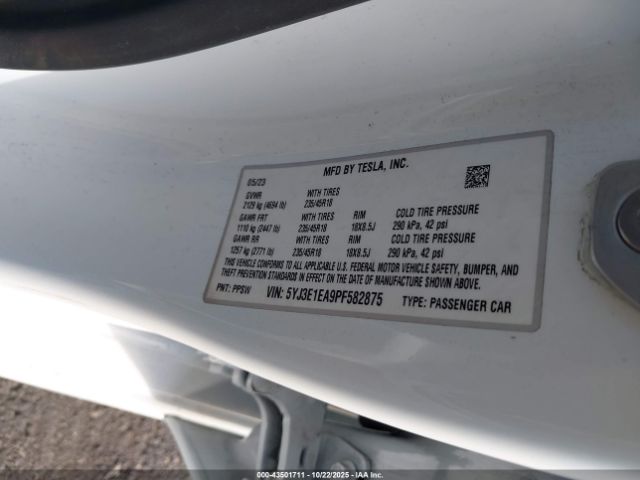 MFD BY TESLA, INC.
05/23
GVWR WITH TIRES
2129 kg (4694 lb) 235/45R18
GAWR FRT WITH TIRES RIM COLD TIRE PRESSURE
1110 kg (2447 lb) 235/45R18 18X8.5J 290 kPa, 42 psi
GAWR RR WITH TIRES RIM COLD TIRE PRESSURE
1257 kg (2771 lb) 235/45R18 18X8.5J 290 kPa, 42 psi
THIS VEHICLE CONFORMS TO ALL APPLICABLE FEDERAL MOTOR VEHICLE SAFETY, BUMPER, AND
THEFT PREVENTION STANDARDS IN EFFECT ON THE DATE OF MANUFACTURE SHOWN ABOVE.
PNT: PPSW VIN: 5YJ3E1EA9PF582875 TYPE: PASSENGER CAR
000-43501711 - 10/22/2025 - IAAI.COM